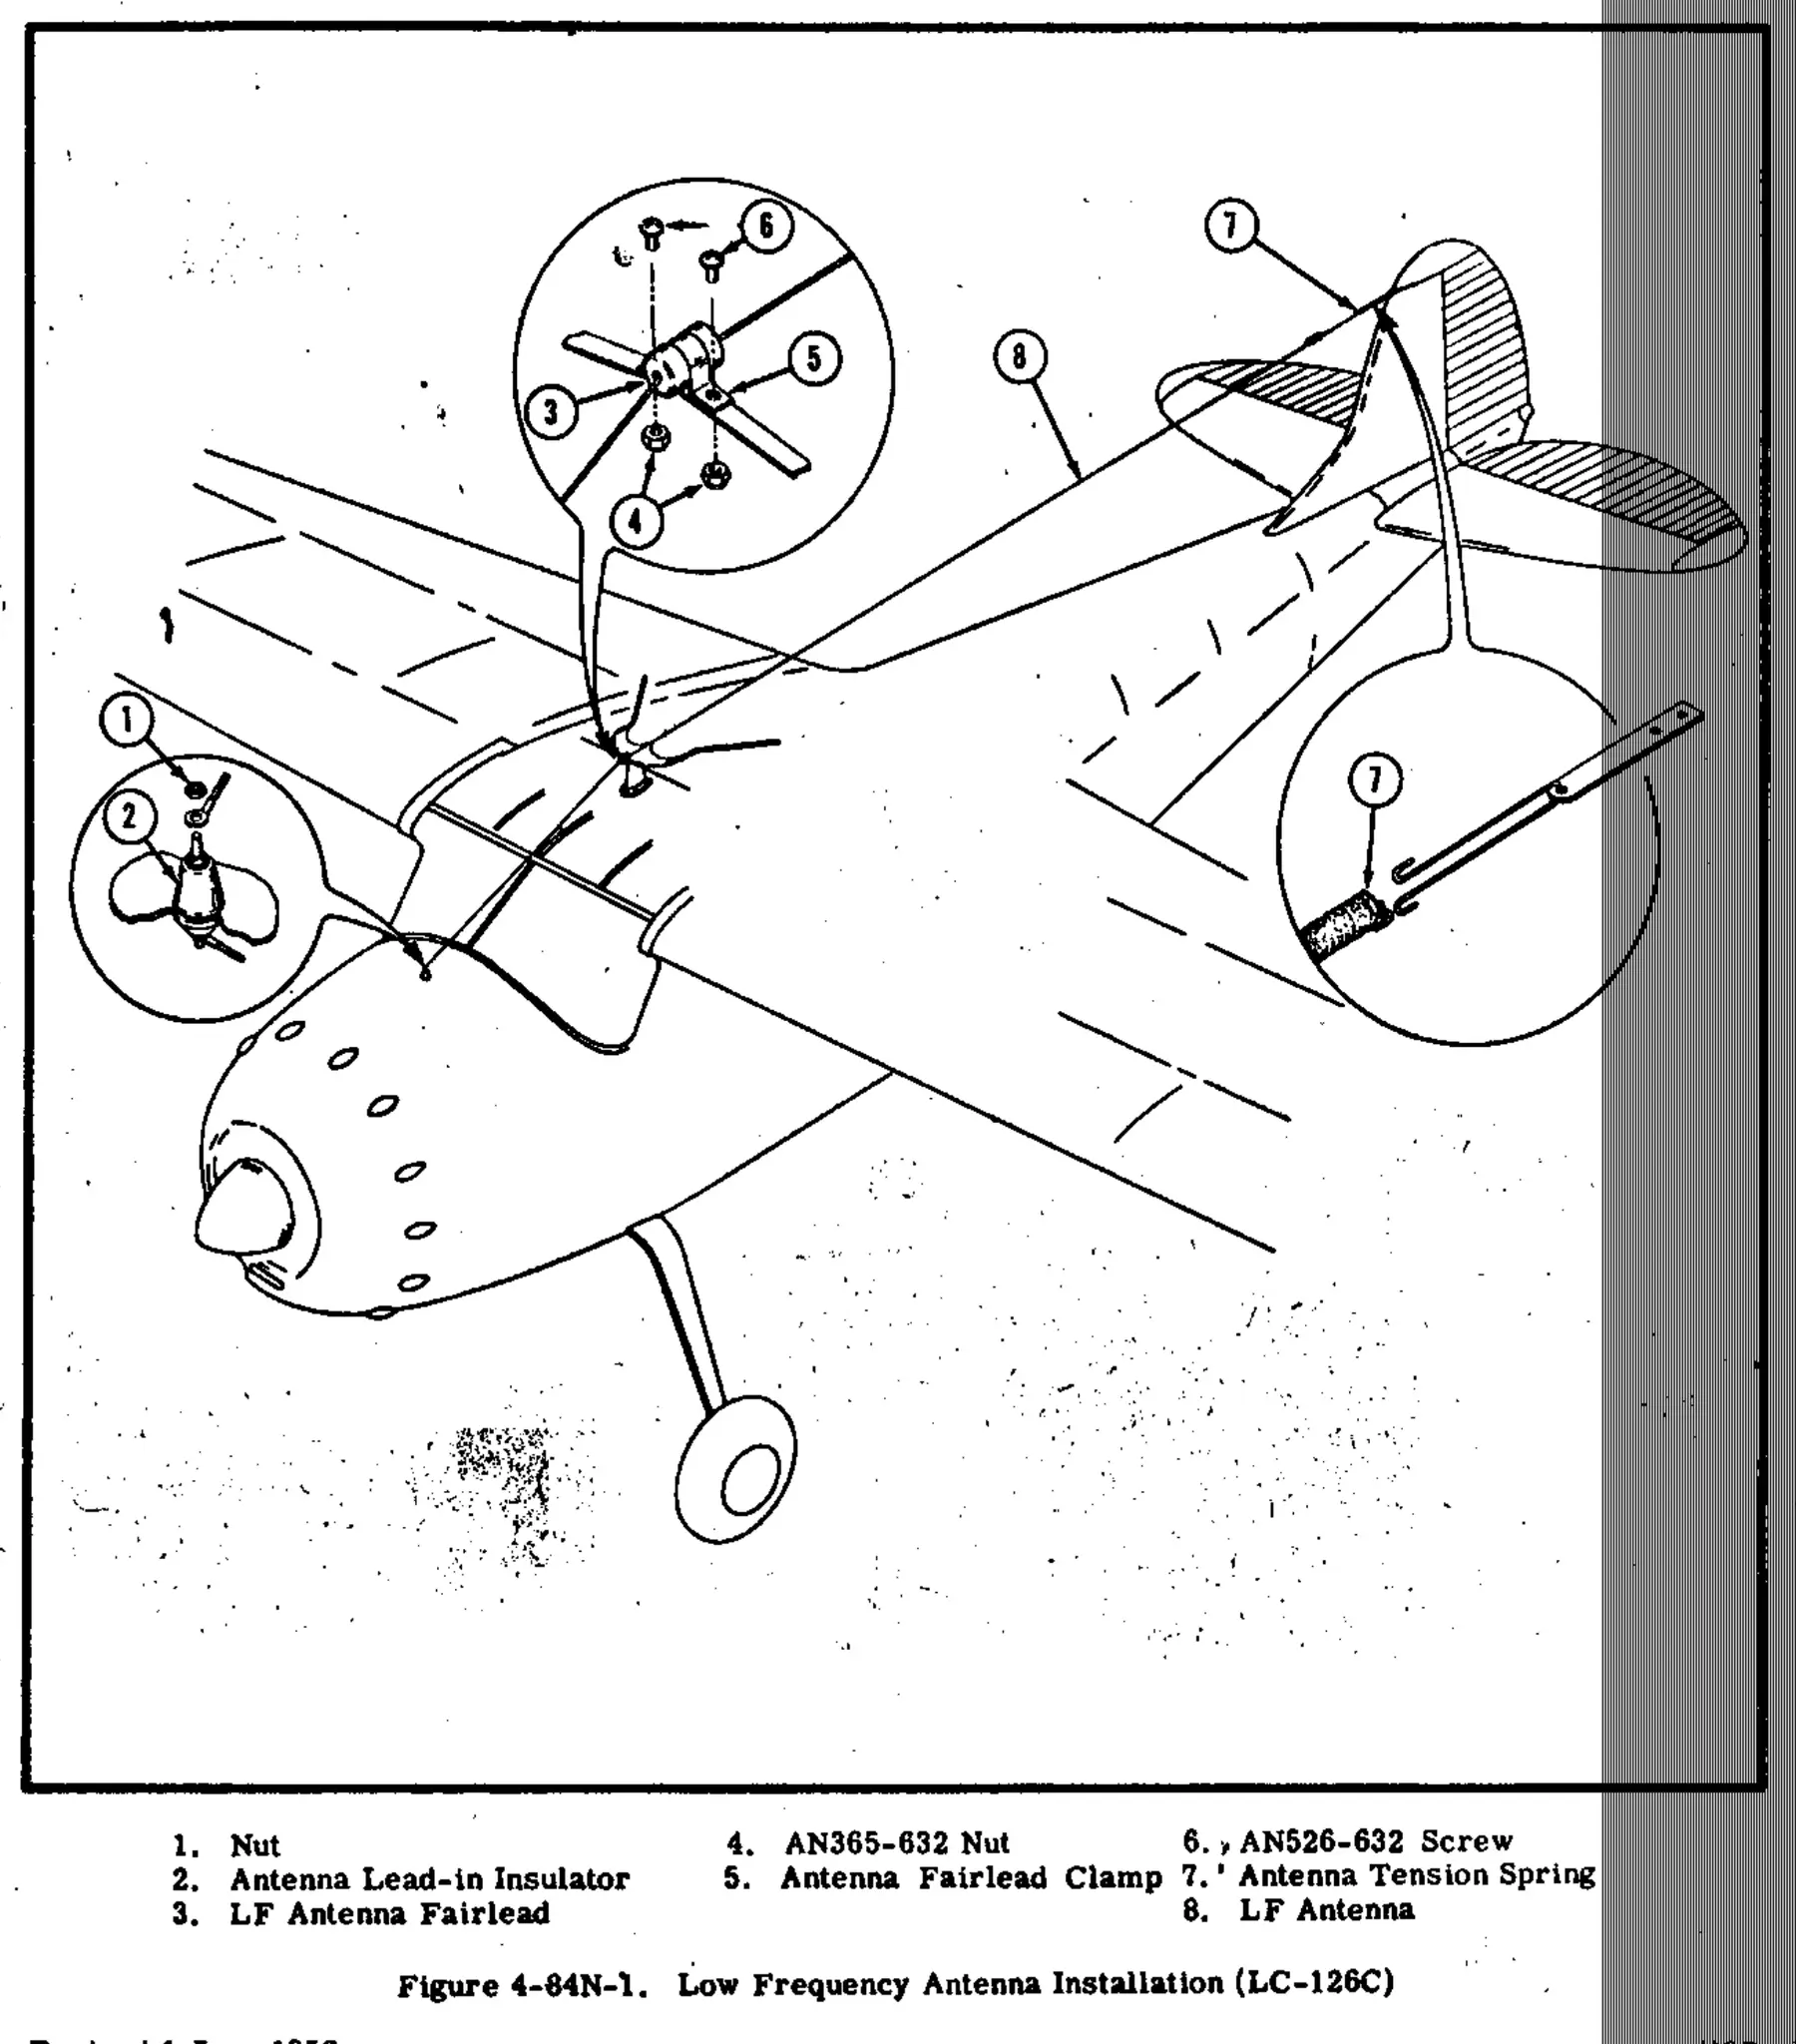 6
7
8
5
3
4
1
7
2
1. Nut
2. Antenna Lead-in Insulator
3. LF Antenna Fairlead
4. AN365-632 Nut
5. Antenna Fairlead Clamp
6. AN526-632 Screw
7. Antenna Tension Spring
8. LF Antenna
Figure 4-84N-1. Low Frequency Antenna Installation (LC-126C)